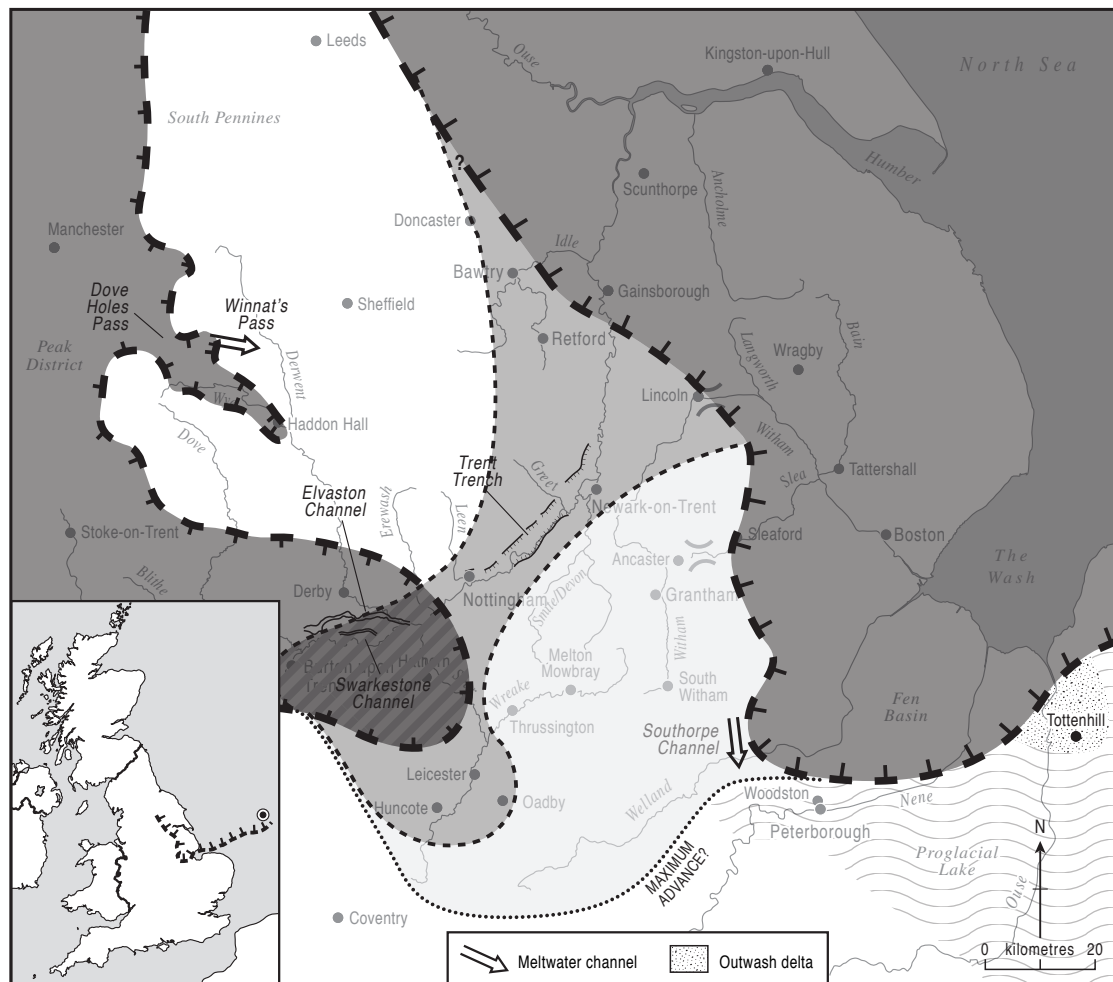 Leeds
Ouse
Kingston-upon-Hull
North Sea
South Pennines
Humber
?
Scunthorpe
Ancholme
Doncaster
Manchester
Idle
Bawtry
Dove
Holes
Pass
Winnat's
Pass
Sheffield
Gainsborough
Peak
District
Derwent
Retford
Langworth
Bain
Wragby
Lincoln
Haddon Hall
Dove
Witham
Trent
Trench
Greet
Slea
Tattershall
Elvaston
Channel
Erewash
Leen
Newark-on-Trent
Stoke-on-Trent
Sleaford
Boston
Ancaster
The
Wash
Blithe
Derby
Nottingham
Smite/Devon
Grantham
Witham
Melton
Mowbray
South
Witham
Swarkestone
Channel
Wreake
Thrussington
Southorpe
Channel
Fen
Basin
Tottenhill
Leicester
Oadby
Huncote
Welland
Woodston
Nene
Peterborough
MAXIMUM
ADVANCE?
Proglacial
Lake
Ouse
N
Coventry
Meltwater channel
Outwash delta
0 kilometres 20